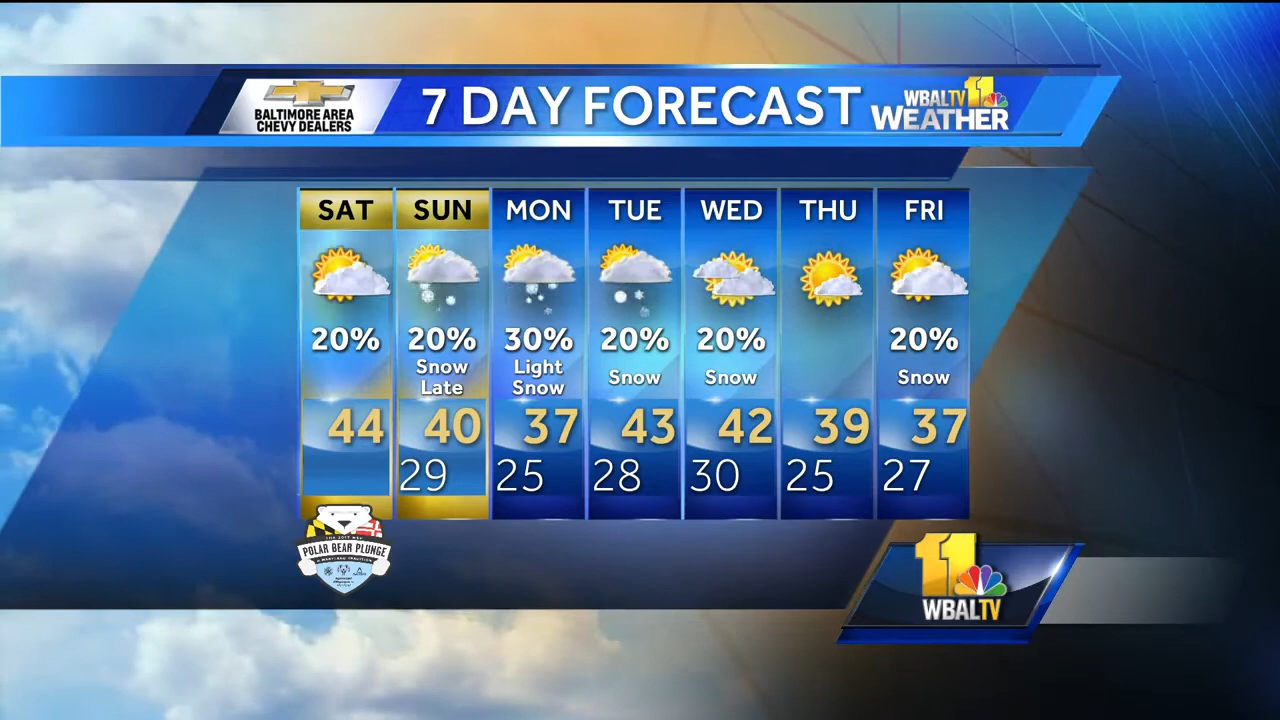 BALTIMORE AREA
CHEVY DEALERS
7 DAY FORECAST
WBALTV 11
WEATHER
SAT SUN MON TUE WED THU FRI
20% 20% 30% 20% 20% 20%
Snow Late
Light Snow
Snow
Snow
Snow
44 40 37 43 42 39 37
29 25 28 30 25 27
POLAR BEAR PLUNGE
11
WBALTV